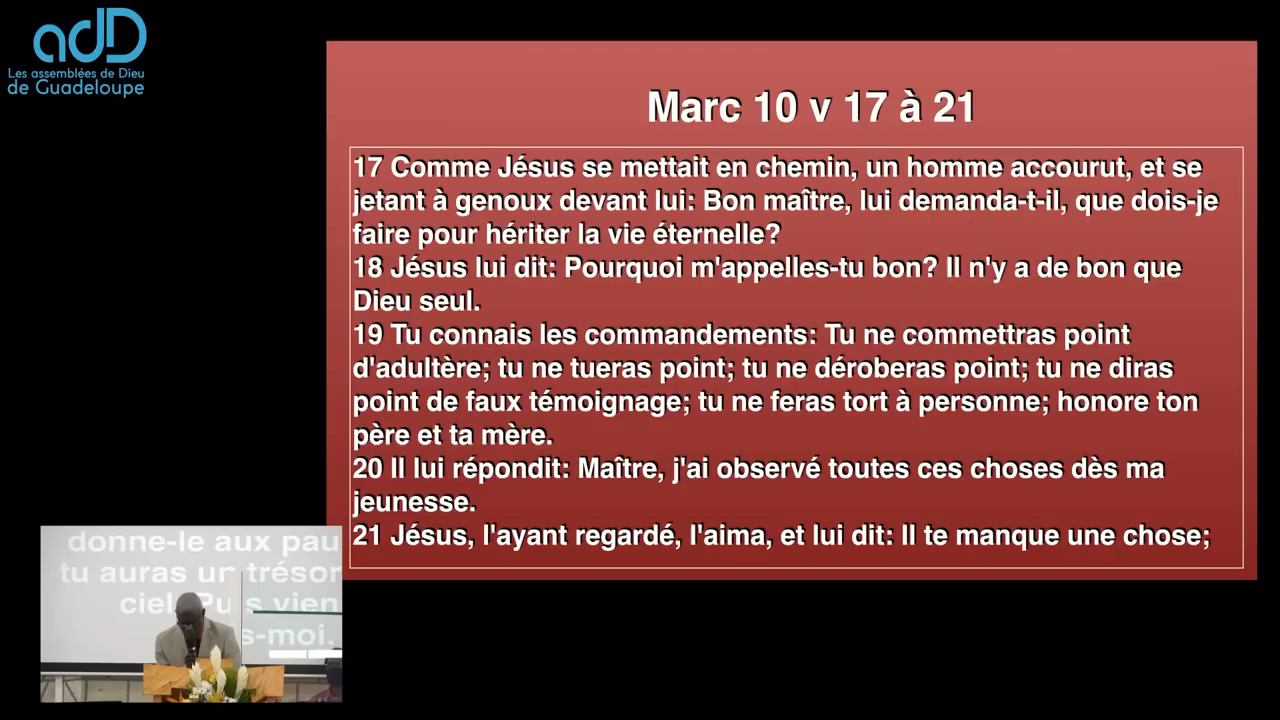 adD
Les assemblées de Dieu
de Guadeloupe
Marc 10 v 17 à 21
17 Comme Jésus se mettait en chemin, un homme accourut, et se
jetant à genoux devant lui: Bon maître, lui demanda-t-il, que dois-je
faire pour hériter la vie éternelle?
18 Jésus lui dit: Pourquoi m'appelles-tu bon? Il n'y a de bon que
Dieu seul.
19 Tu connais les commandements: Tu ne commettras point
d'adultère; tu ne tueras point; tu ne déroberas point; tu ne diras
point de faux témoignage; tu ne feras tort à personne; honore ton
père et ta mère.
20 Il lui répondit: Maître, j'ai observé toutes ces choses dès ma
jeunesse.
21 Jésus, l'ayant regardé, l'aima, et lui dit: Il te manque une chose;
donne-le aux pau
tu auras un trésor
ciel. Pu s vien
s-moi.